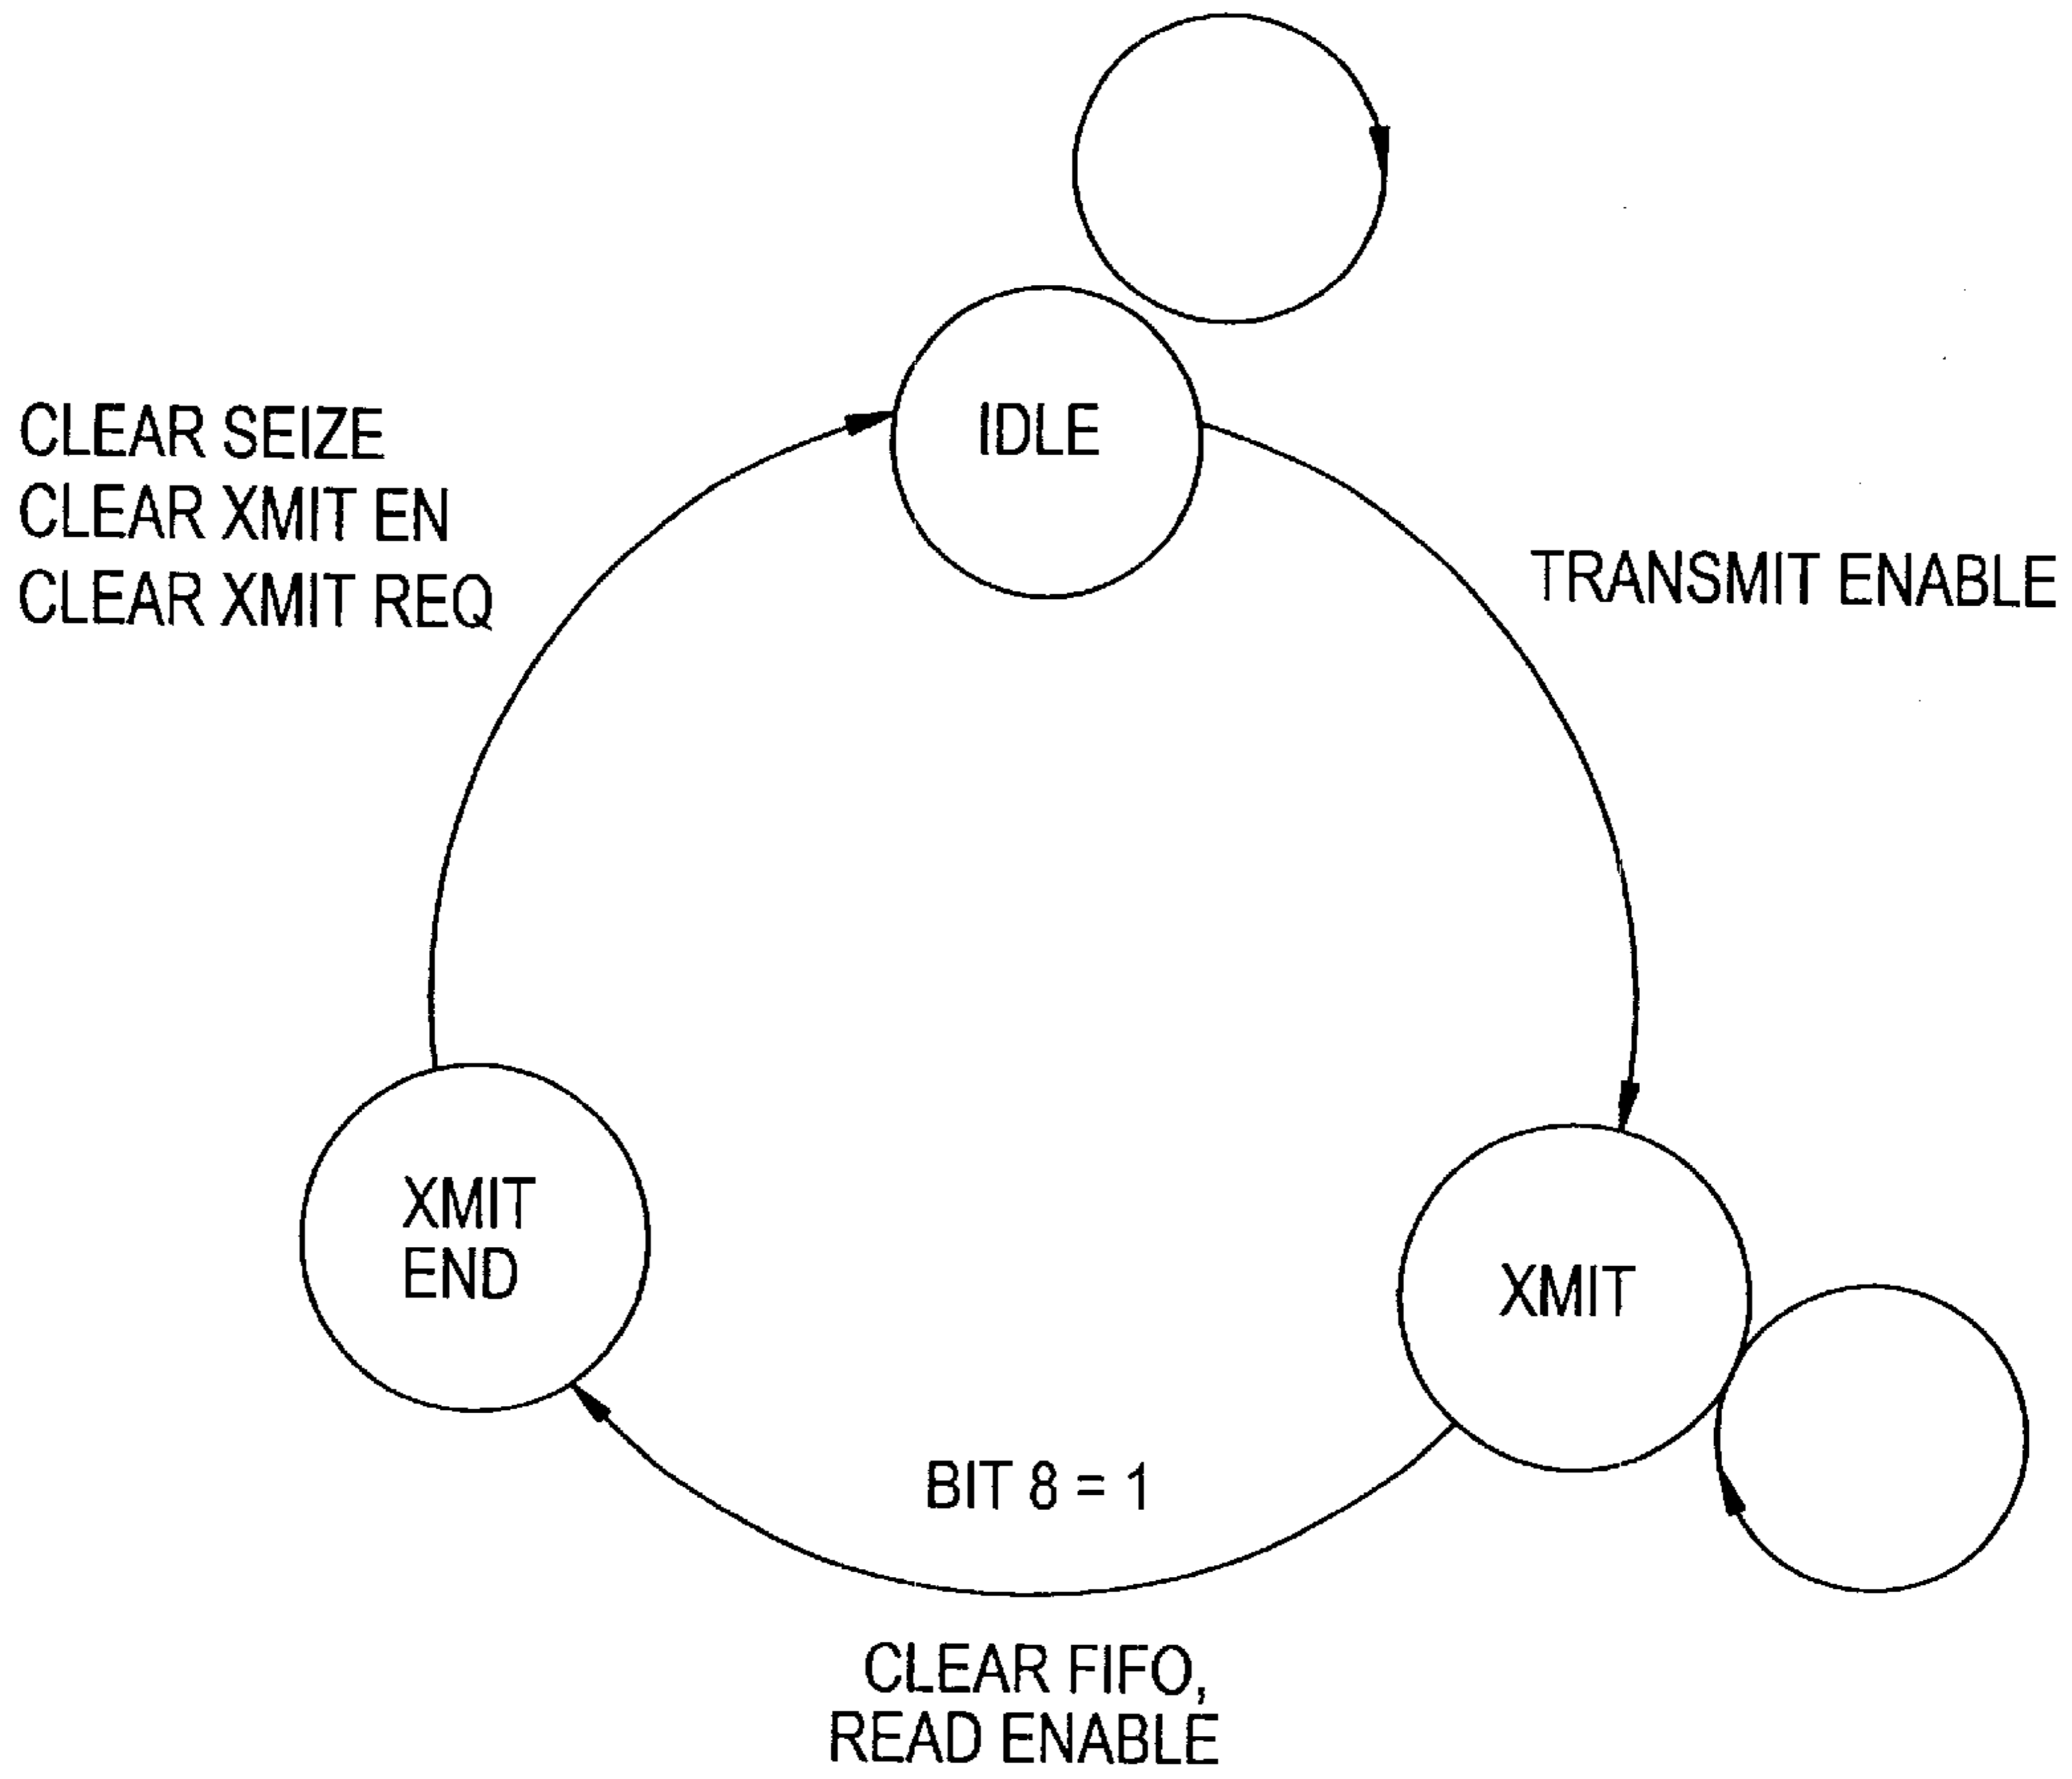 IDLE
CLEAR SEIZE
CLEAR XMIT EN
CLEAR XMIT REQ
TRANSMIT ENABLE
XMIT
END
XMIT
BIT 8 = 1
CLEAR FIFO,
READ ENABLE